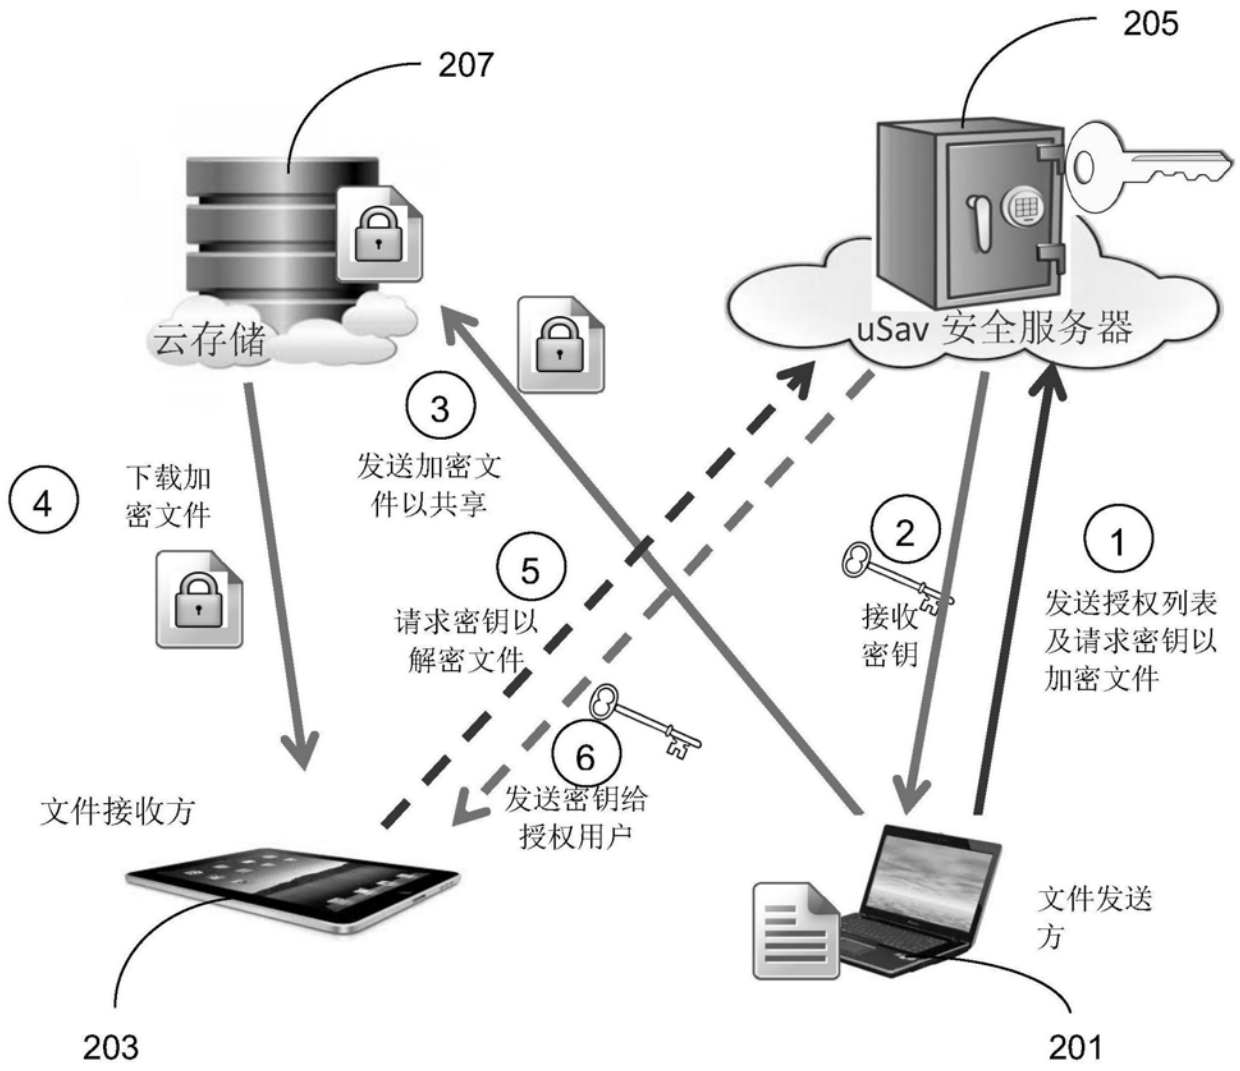 205
207
云存储
uSav 安全服务器
3
发送加密文
件以共享
4
下载加
密文件
2
接收
密钥
1
发送授权列表
及请求密钥以
加密文件
5
请求密钥以
解密文件
6
发送密钥给
授权用户
文件接收方
文件发送
方
203
201